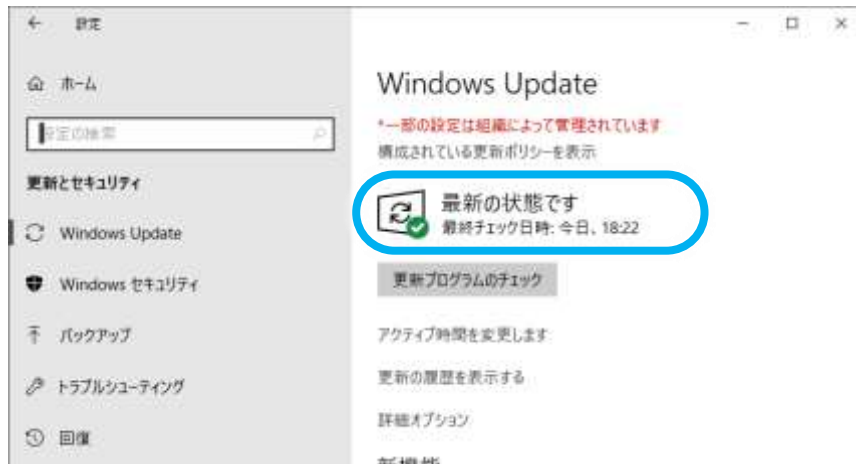 設定
ホーム
設定の検索
更新とセキュリティ
Windows Update
Windows セキュリティ
バックアップ
トラブルシューティング
回復
Windows Update
*一部の設定は組織によって管理されています
構成されている更新ポリシーを表示
最新の状態です
最終チェック日時: 今日、18:22
更新プログラムのチェック
アクティブ時間を変更します
更新の履歴を表示する
詳細オプション
新機能